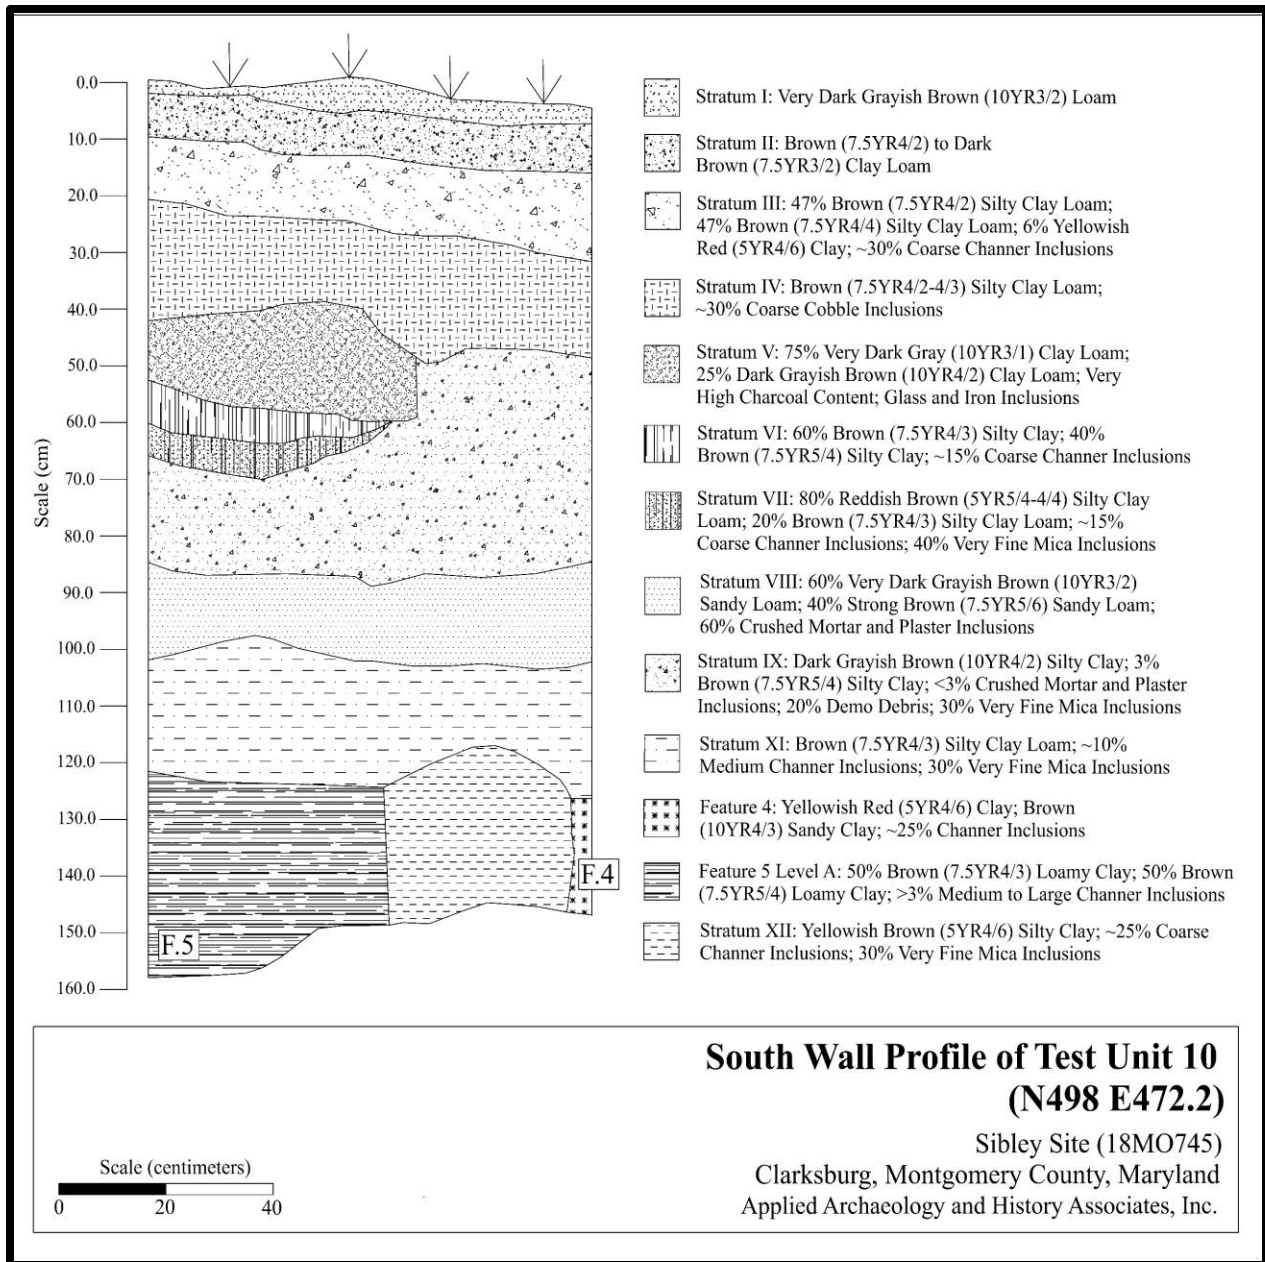 0.0
10.0
20.0
30.0
40.0
50.0
60.0
70.0
80.0
90.0
100.0
110.0
120.0
130.0
140.0
150.0
160.0
Scale (cm)
F.4
F.5
Stratum I: Very Dark Grayish Brown (10YR3/2) Loam
Stratum II: Brown (7.5YR4/2) to Dark
Brown (7.5YR3/2) Clay Loam
Stratum III: 47% Brown (7.5YR4/2) Silty Clay Loam;
47% Brown (7.5YR4/4) Silty Clay Loam; 6% Yellowish
Red (5YR4/6) Clay; ~30% Coarse Channer Inclusions
Stratum IV: Brown (7.5YR4/2-4/3) Silty Clay Loam;
~30% Coarse Cobble Inclusions
Stratum V: 75% Very Dark Gray (10YR3/1) Clay Loam;
25% Dark Grayish Brown (10YR4/2) Clay Loam; Very
High Charcoal Content; Glass and Iron Inclusions
Stratum VI: 60% Brown (7.5YR4/3) Silty Clay; 40%
Brown (7.5YR5/4) Silty Clay; ~15% Coarse Channer Inclusions
Stratum VII: 80% Reddish Brown (5YR5/4-4/4) Silty Clay
Loam; 20% Brown (7.5YR4/3) Silty Clay Loam; ~15%
Coarse Channer Inclusions; 40% Very Fine Mica Inclusions
Stratum VIII: 60% Very Dark Grayish Brown (10YR3/2)
Sandy Loam; 40% Strong Brown (7.5YR5/6) Sandy Loam;
60% Crushed Mortar and Plaster Inclusions
Stratum IX: Dark Grayish Brown (10YR4/2) Silty Clay; 3%
Brown (7.5YR5/4) Silty Clay; <3% Crushed Mortar and Plaster
Inclusions; 20% Demo Debris; 30% Very Fine Mica Inclusions
Stratum XI: Brown (7.5YR4/3) Silty Clay Loam; ~10%
Medium Channer Inclusions; 30% Very Fine Mica Inclusions
Feature 4: Yellowish Red (5YR4/6) Clay; Brown
(10YR4/3) Sandy Clay; ~25% Channer Inclusions
Feature 5 Level A: 50% Brown (7.5YR4/3) Loamy Clay; 50% Brown
(7.5YR5/4) Loamy Clay; >3% Medium to Large Channer Inclusions
Stratum XII: Yellowish Brown (5YR4/6) Silty Clay; ~25% Coarse
Channer Inclusions; 30% Very Fine Mica Inclusions
South Wall Profile of Test Unit 10
(N498 E472.2)
Sibley Site (18MO745)
Clarksburg, Montgomery County, Maryland
Applied Archaeology and History Associates, Inc.
Scale (centimeters)
0 20 40